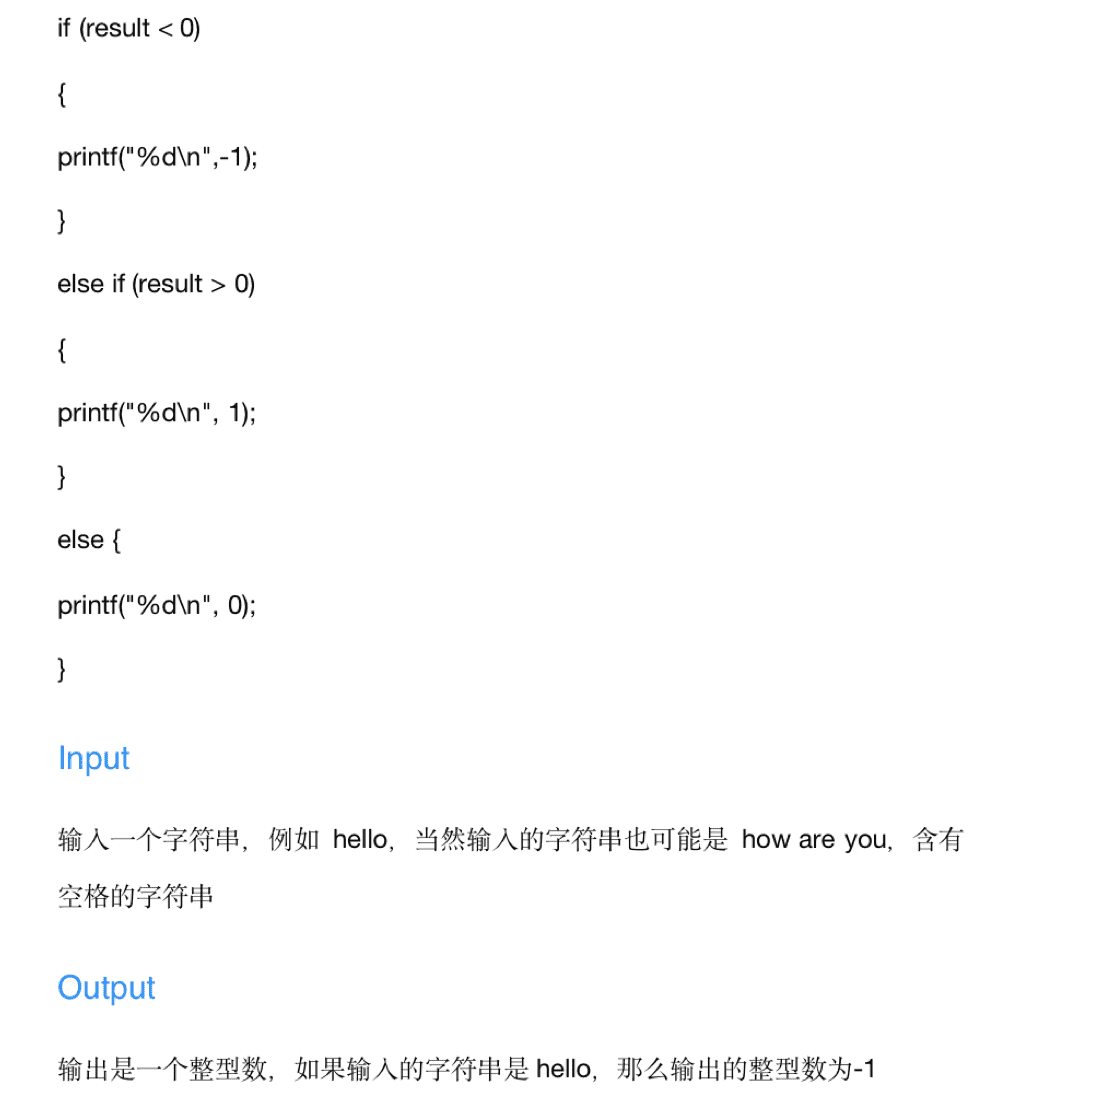 if (result < 0)
{
printf("%d\n",-1);
}
else if (result > 0)
{
printf("%d\n", 1);
}
else {
printf("%d\n", 0);
}
Input
输入一个字符串，例如 hello，当然输入的字符串也可能是 how are you，含有
空格的字符串
Output
输出是一个整型数，如果输入的字符串是 hello，那么输出的整型数为-1